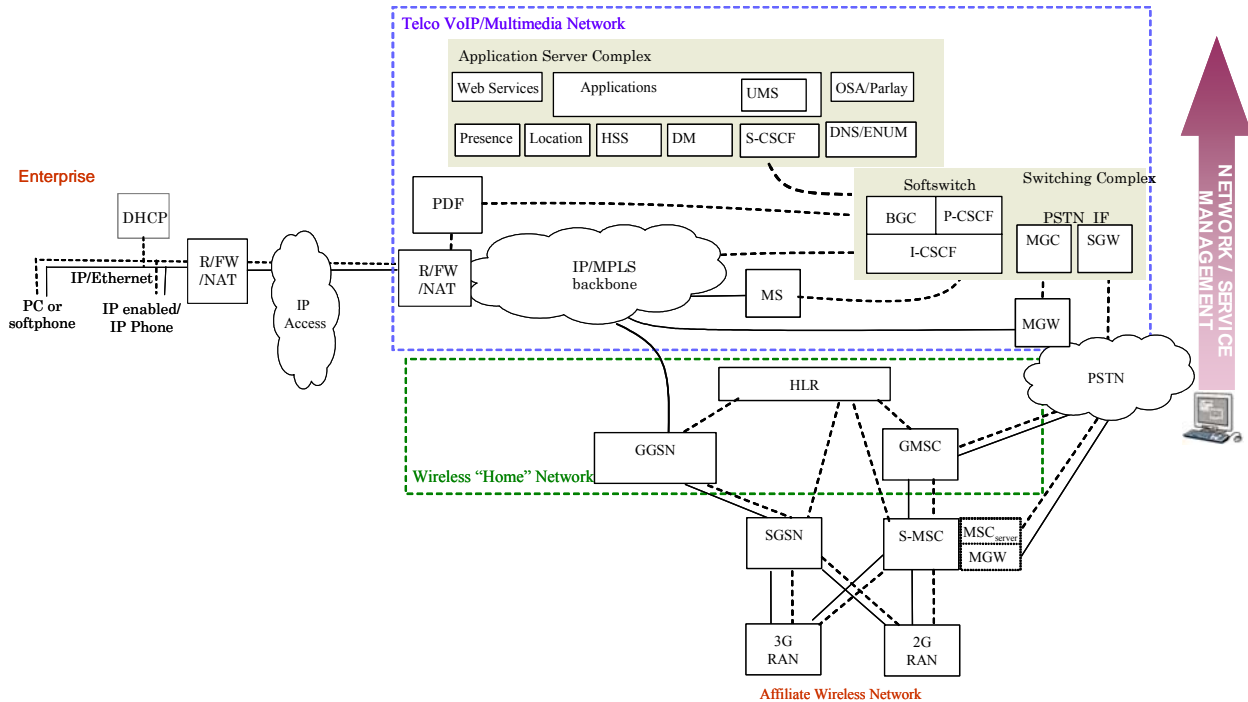 Telco VoIP/Multimedia Network
Application Server Complex
Web Services
Applications
UMS
OSA/Parlay
Presence
Location
HSS
DM
S-CSCF
DNS/ENUM
Enterprise
DHCP
R/FW
/NAT
IP/Ethernet
PC or
softphone
IP enabled/
IP Phone
IP
Access
PDF
R/FW
/NAT
IP/MPLS
backbone
MS
Switching Complex
Softswitch
BGC
P-CSCF
I-CSCF
PSTN IF
MGC
SGW
MGW
PSTN
NETWORK / SERVICE
MANAGEMENT
HLR
GGSN
GMSC
Wireless “Home” Network
SGSN
S-MSC
MSCserver
MGW
3G
RAN
2G
RAN
Affiliate Wireless Network